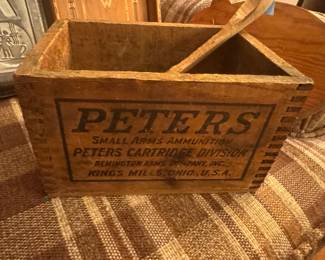 PETERS
SMALL ARMS AMMUNITION
PETERS CARTRIDGE DIVISION
REMINGTON ARMS COMPANY, INC.
KINGS MILLS, OHIO, U.S.A.